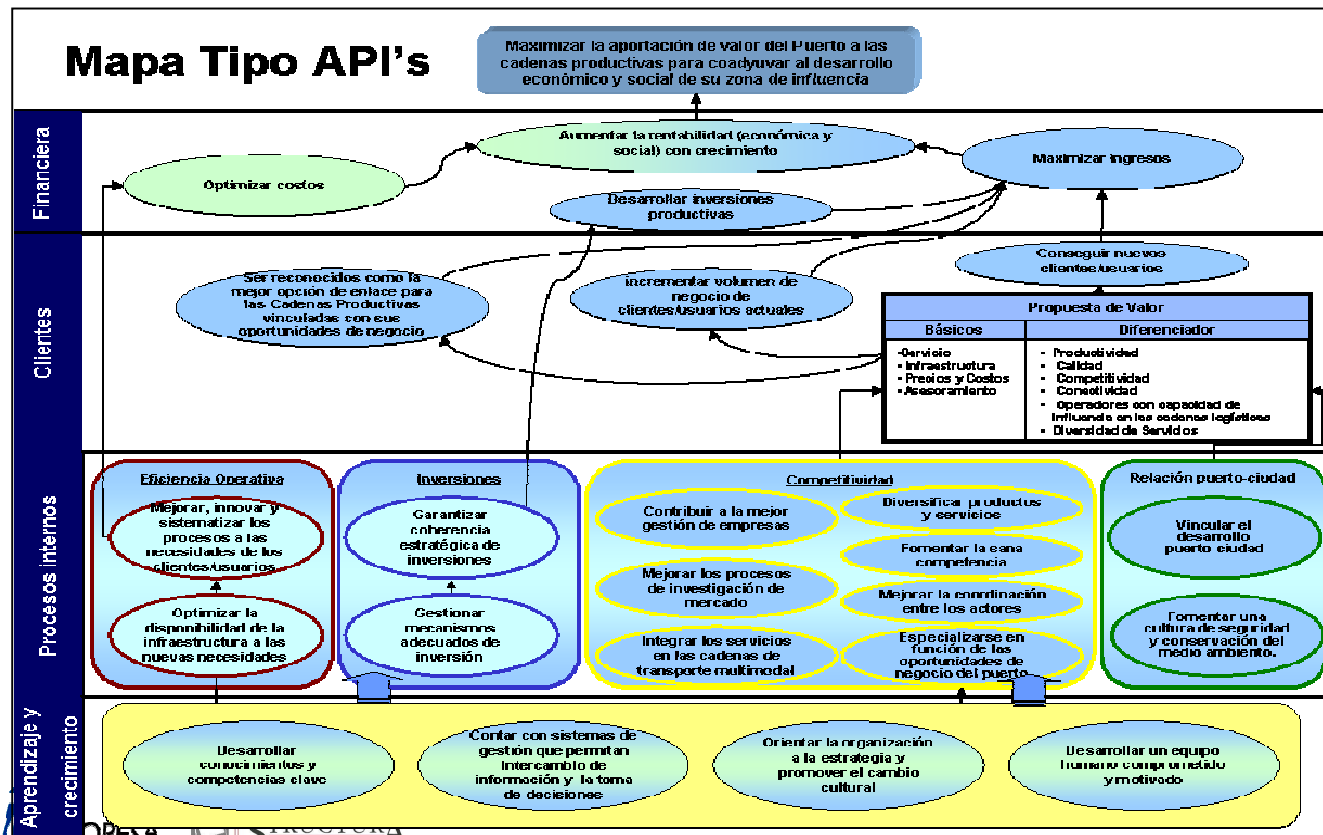 Mapa Tipo API's
Maximizar la aportación de valor del Puerto a las
cadenas productivas para coadyuvar al desarrollo
económico y social de su zona de influencia
Financiera
Aumentar la rentabilidad (económica y
social) con crecimiento
Maximizar ingresos
Optimizar costos
Desarrollar inversiones
productivas
Clientes
Conseguir nuevos
clientes/usuarios
Ser reconocidos como la
mejor opción de enlace para
las Cadenas Productivas
vinculadas con sus
oportunidades de negocio
Incrementar volumen de
negocio de
clientes/usuarios actuales
Propuesta de Valor
Básicos
Diferenciador
•Servicio
•Infraestructura
•Precios y Costos
•Asesoramiento
• Productividad
• Calidad
• Competitividad
• Conectividad
• Operadores con capacidad de
influencia en las cadenas logísticas
• Diversidad de Servicios
Procesos Internos
Eficiencia Operativa
Mejorar, innovar y
sistematizar los
procesos a las
necesidades de los
clientes/usuarios
Optimizar la
disponibilidad de la
infraestructura a las
nuevas necesidades
Inversiones
Garantizar
coherencia
estratégica de
inversiones
Gestionar
mecanismos
adecuados de
inversión
Competitividad
Contribuir a la mejor
gestión de empresas
Mejorar los procesos
de investigación de
mercado
Integrar los servicios
en las cadenas de
transporte multimodal
Diversificar productos
y servicios
Fomentar la sana
competencia
Mejorar la coordinación
entre los actores
Especializarse en
función de las
oportunidades de
negocio del puerto
Relación puerto-ciudad
Vincular el
desarrollo
puerto ciudad
Fomentar una
cultura de seguridad
y conservación del
medio ambiente.
Aprendizaje y
crecimiento
Desarrollar
conocimientos y
competencias clave
Contar con sistemas de
gestión que permitan
intercambio de
información y la toma
de decisiones
Orientar la organización
a la estrategia y
promover el cambio
cultural
Desarrollar un equipo
humano comprometido
y motivado